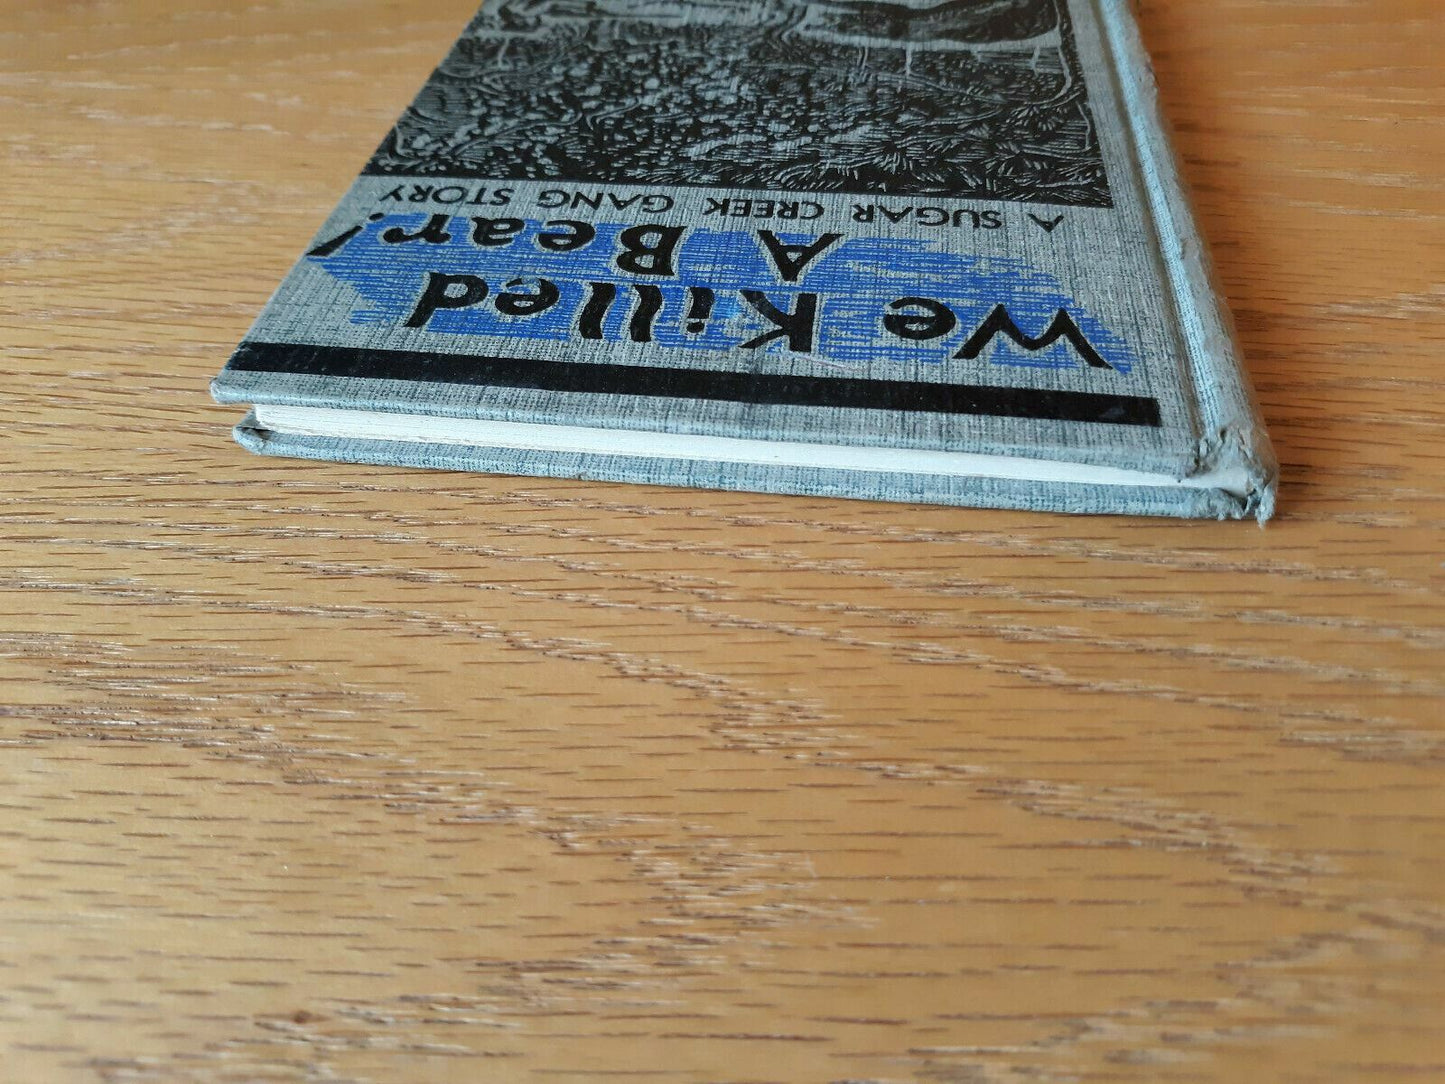 We Killed
A Bear!
A SUGAR CREEK GANG STORY